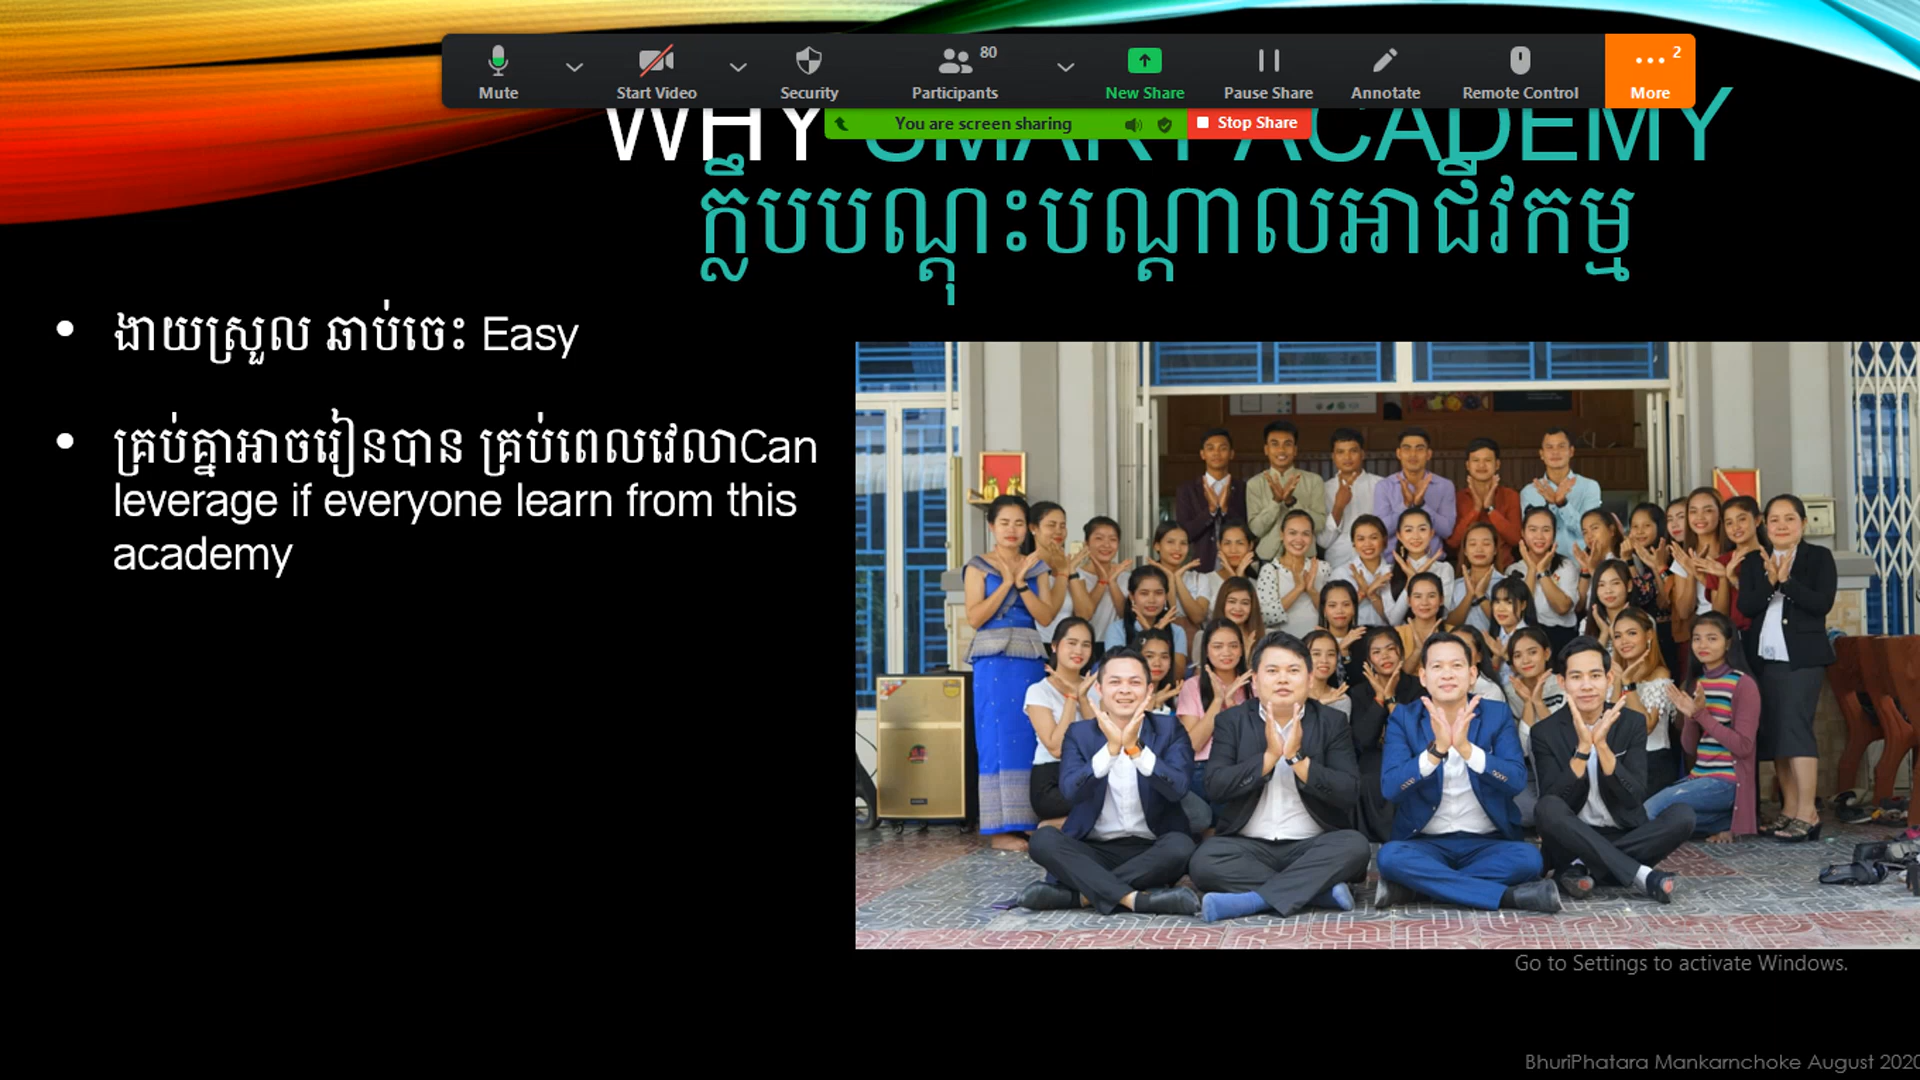 80
2
Mute
Start Video
Security
Participants
New Share
Pause Share
Annotate
Remote Control
More
You are screen sharing
Stop Share
WHY SMART ACADEMY
ក្លឹបបណ្តុះបណ្តាលអាជីវកម្ម
• ងាយស្រួល ឆាប់ចេះ Easy
• គ្រប់គ្នាអាចរៀនបាន គ្រប់ពេលវេលាCan
leverage if everyone learn from this
academy
Go to Settings to activate Windows.
BhuriPhatara Mankarnchoke August 2020